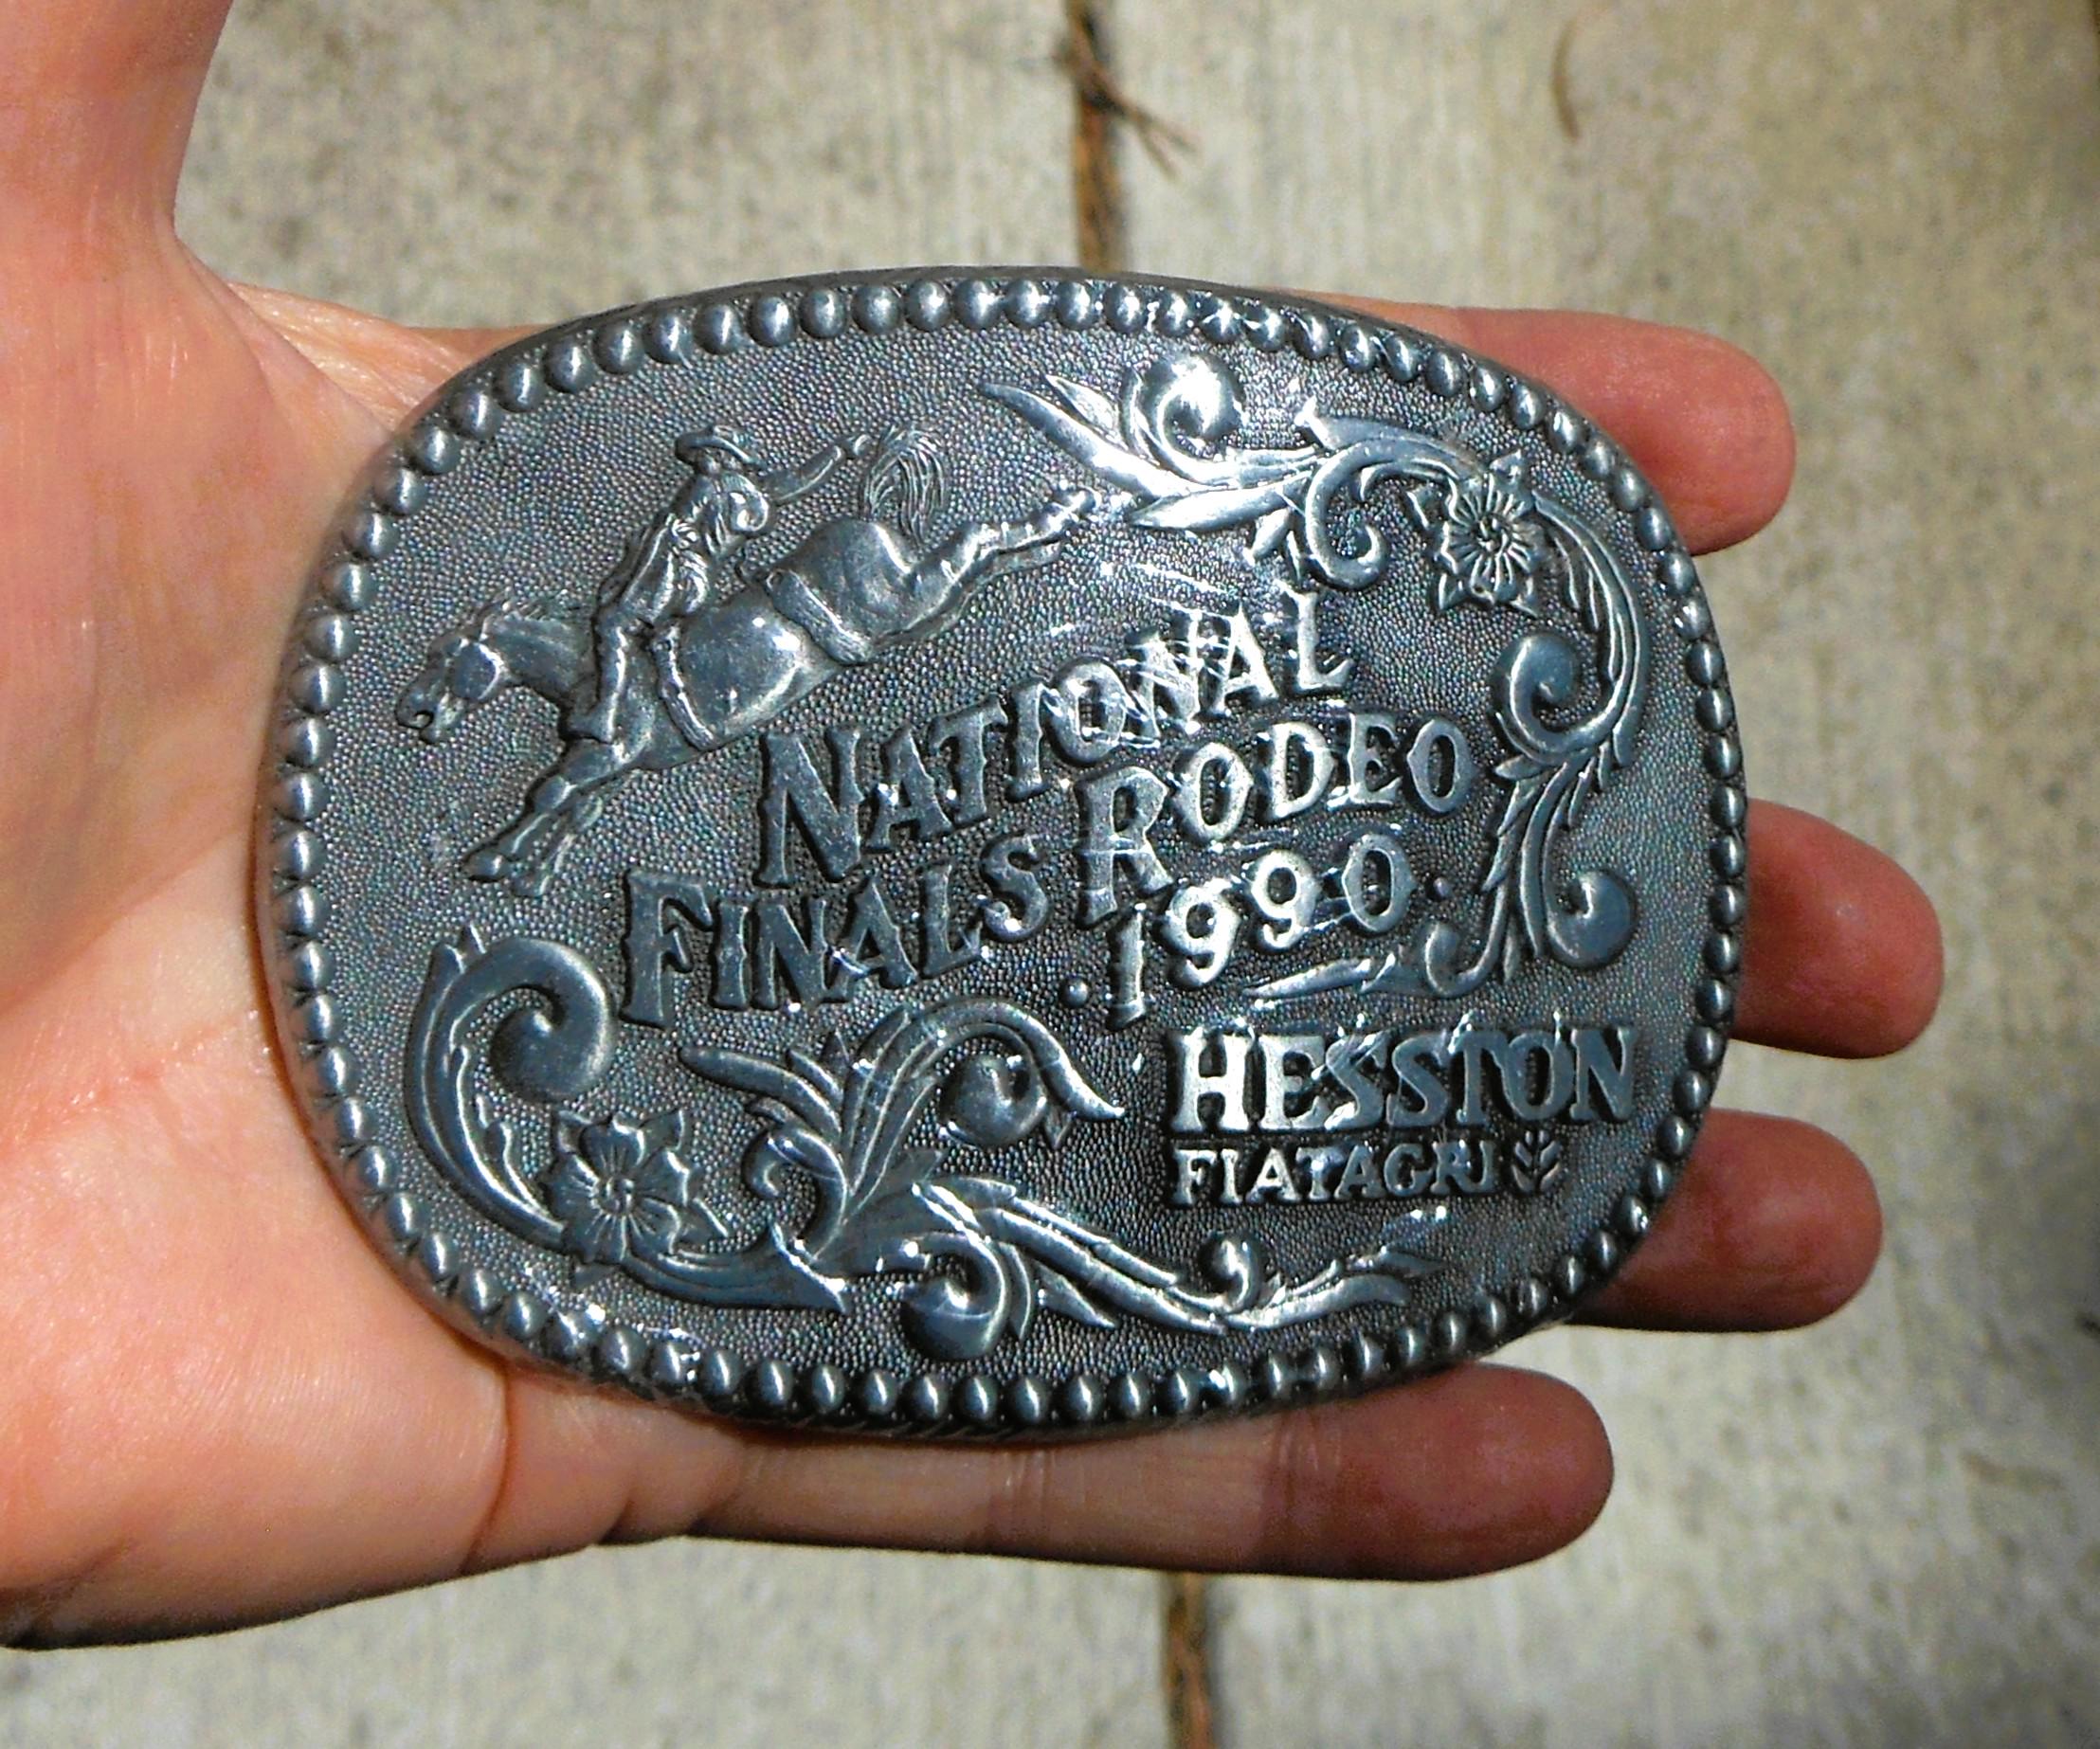 NATIONAL
FINALS RODEO
·1990·
HESSTON
FIATAGRI